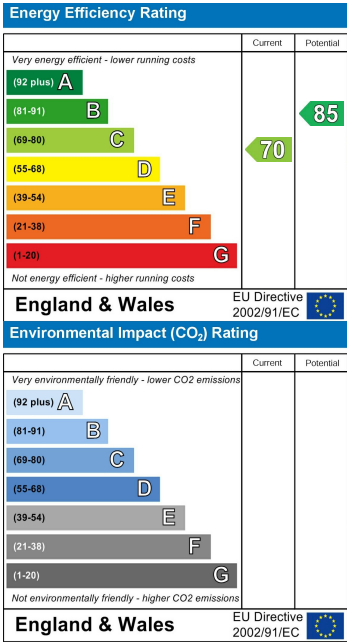 Energy Efficiency Rating
Current Potential
Very energy efficient - lower running costs
(92 plus) A
(81-91) B
85
(69-80) C
70
(55-68) D
(39-54) E
(21-38) F
(1-20) G
Not energy efficient - higher running costs
England & Wales
EU Directive
2002/91/EC
Environmental Impact (CO₂) Rating
Current Potential
Very environmentally friendly - lower CO2 emissions
(92 plus) A
(81-91) B
(69-80) C
(55-68) D
(39-54) E
(21-38) F
(1-20) G
Not environmentally friendly - higher CO2 emissions
England & Wales
EU Directive
2002/91/EC